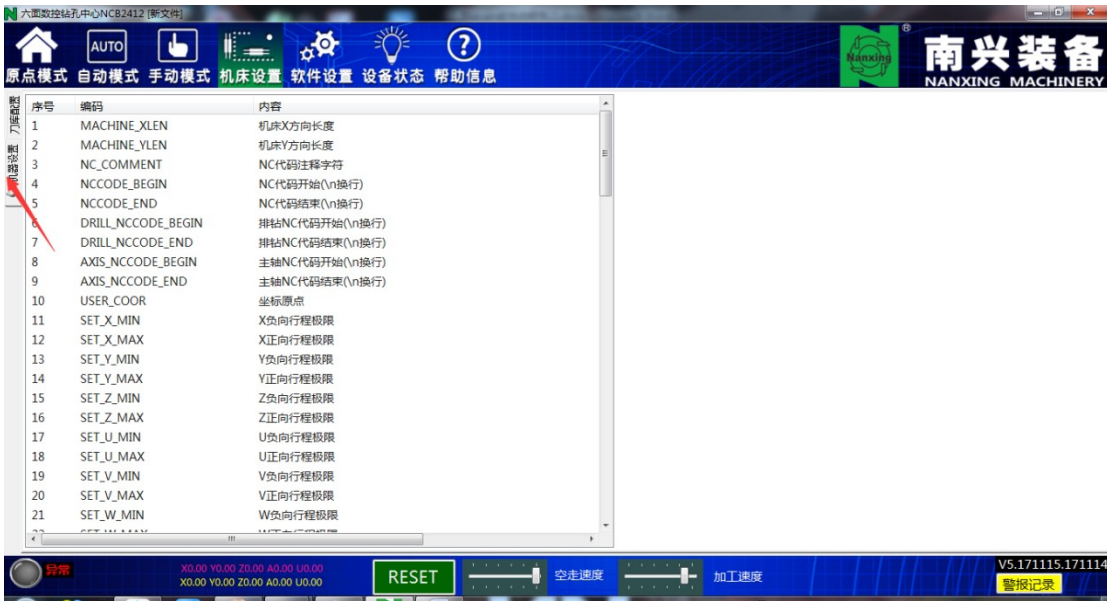 六面数控钻孔中心NCB2412 [新文件]
AUTO
原点模式 自动模式 手动模式 机床设置 软件设置 设备状态 帮助信息
Nanxing
®
南兴装备
NANXING MACHINERY
刀库配置
机器设置
序号 编码 内容
1 MACHINE_XLEN 机床X方向长度
2 MACHINE_YLEN 机床Y方向长度
3 NC_COMMENT NC代码注释字符
4 NCCODE_BEGIN NC代码开始(\n换行)
5 NCCODE_END NC代码结束(\n换行)
6 DRILL_NCCODE_BEGIN 排钻NC代码开始(\n换行)
7 DRILL_NCCODE_END 排钻NC代码结束(\n换行)
8 AXIS_NCCODE_BEGIN 主轴NC代码开始(\n换行)
9 AXIS_NCCODE_END 主轴NC代码结束(\n换行)
10 USER_COOR 坐标原点
11 SET_X_MIN X负向行程极限
12 SET_X_MAX X正向行程极限
13 SET_Y_MIN Y负向行程极限
14 SET_Y_MAX Y正向行程极限
15 SET_Z_MIN Z负向行程极限
16 SET_Z_MAX Z正向行程极限
17 SET_U_MIN U负向行程极限
18 SET_U_MAX U正向行程极限
19 SET_V_MIN V负向行程极限
20 SET_V_MAX V正向行程极限
21 SET_W_MIN W负向行程极限
异常
X0.00 Y0.00 Z0.00 A0.00 U0.00
X0.00 Y0.00 Z0.00 A0.00 U0.00
RESET
空走速度
加工速度
V5.171115.171114
警报记录